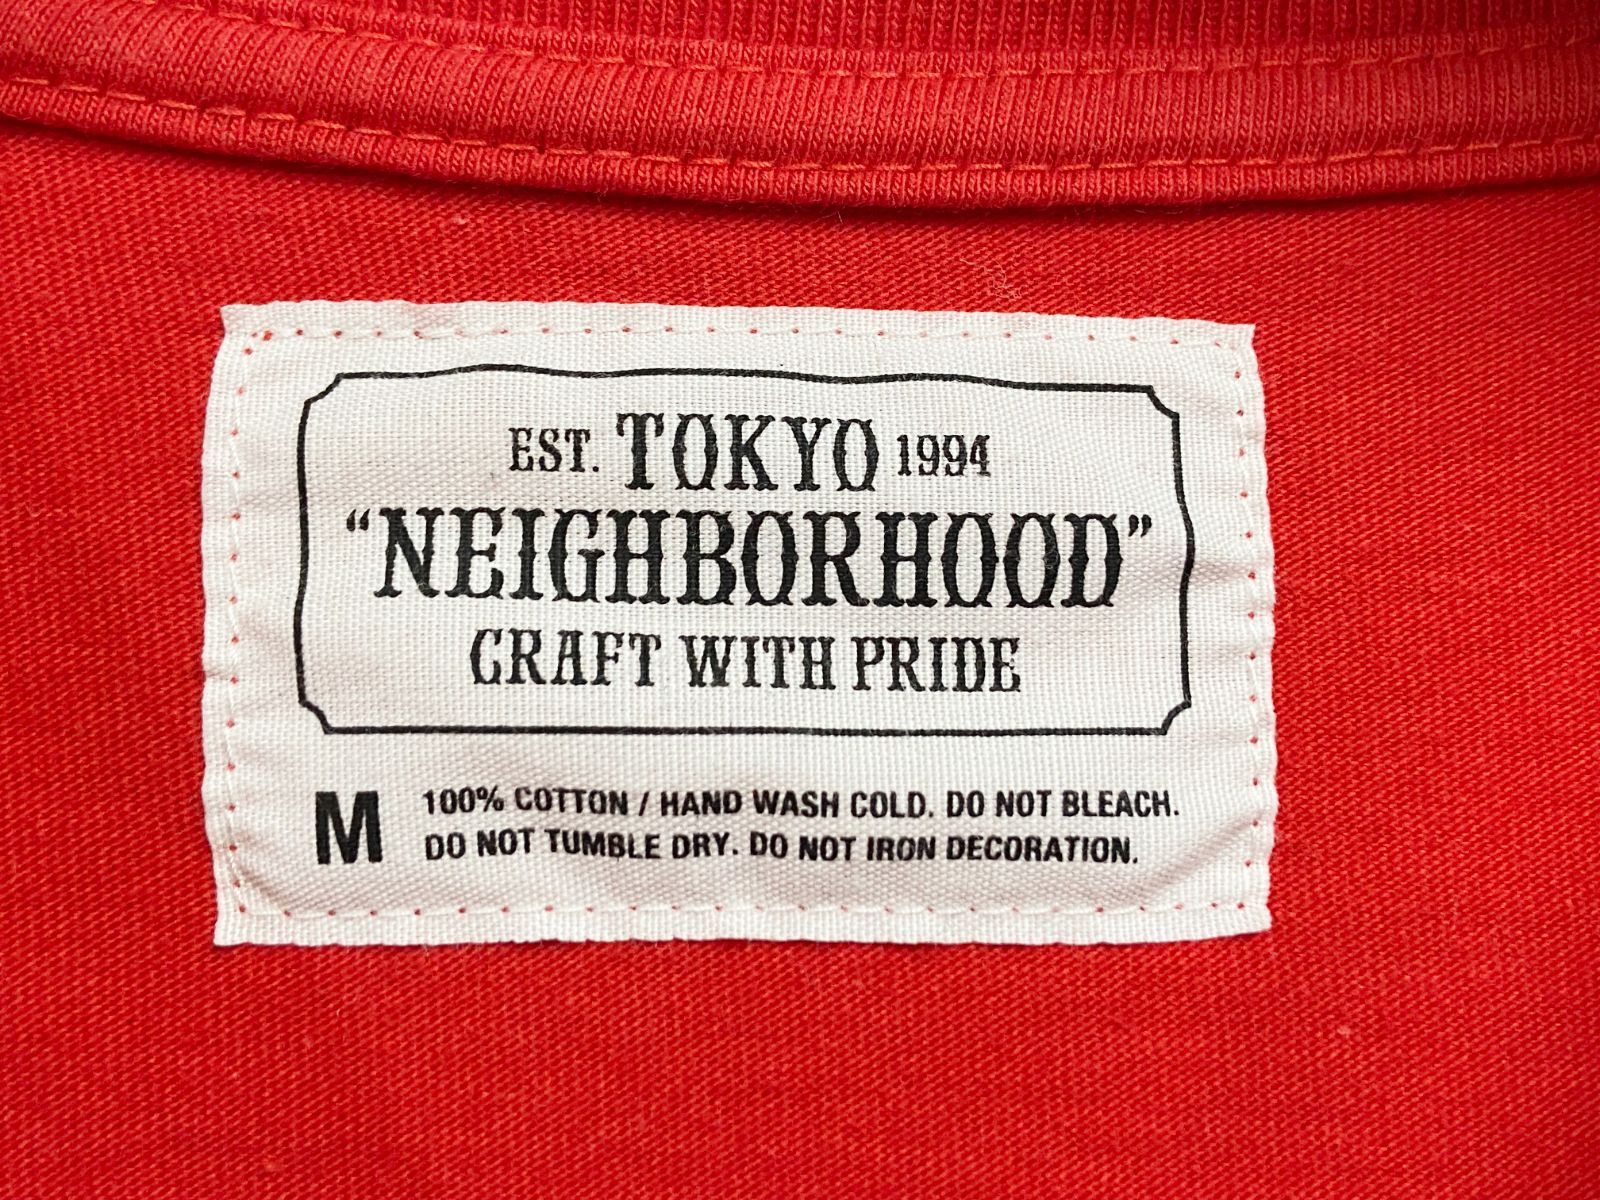 EST. TOKYO 1994
"NEIGHBORHOOD"
CRAFT WITH PRIDE
M 100% COTTON / HAND WASH COLD. DO NOT BLEACH.
DO NOT TUMBLE DRY. DO NOT IRON DECORATION.